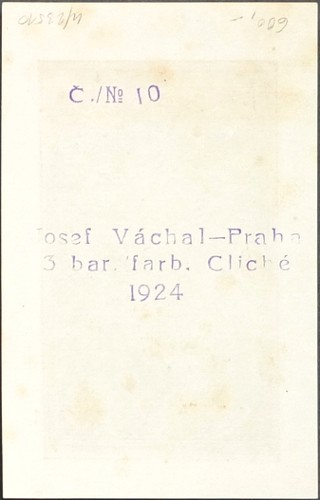 Č./№ 10
Josef Váchal—Praha
3 bar. farb. Cliché
1924